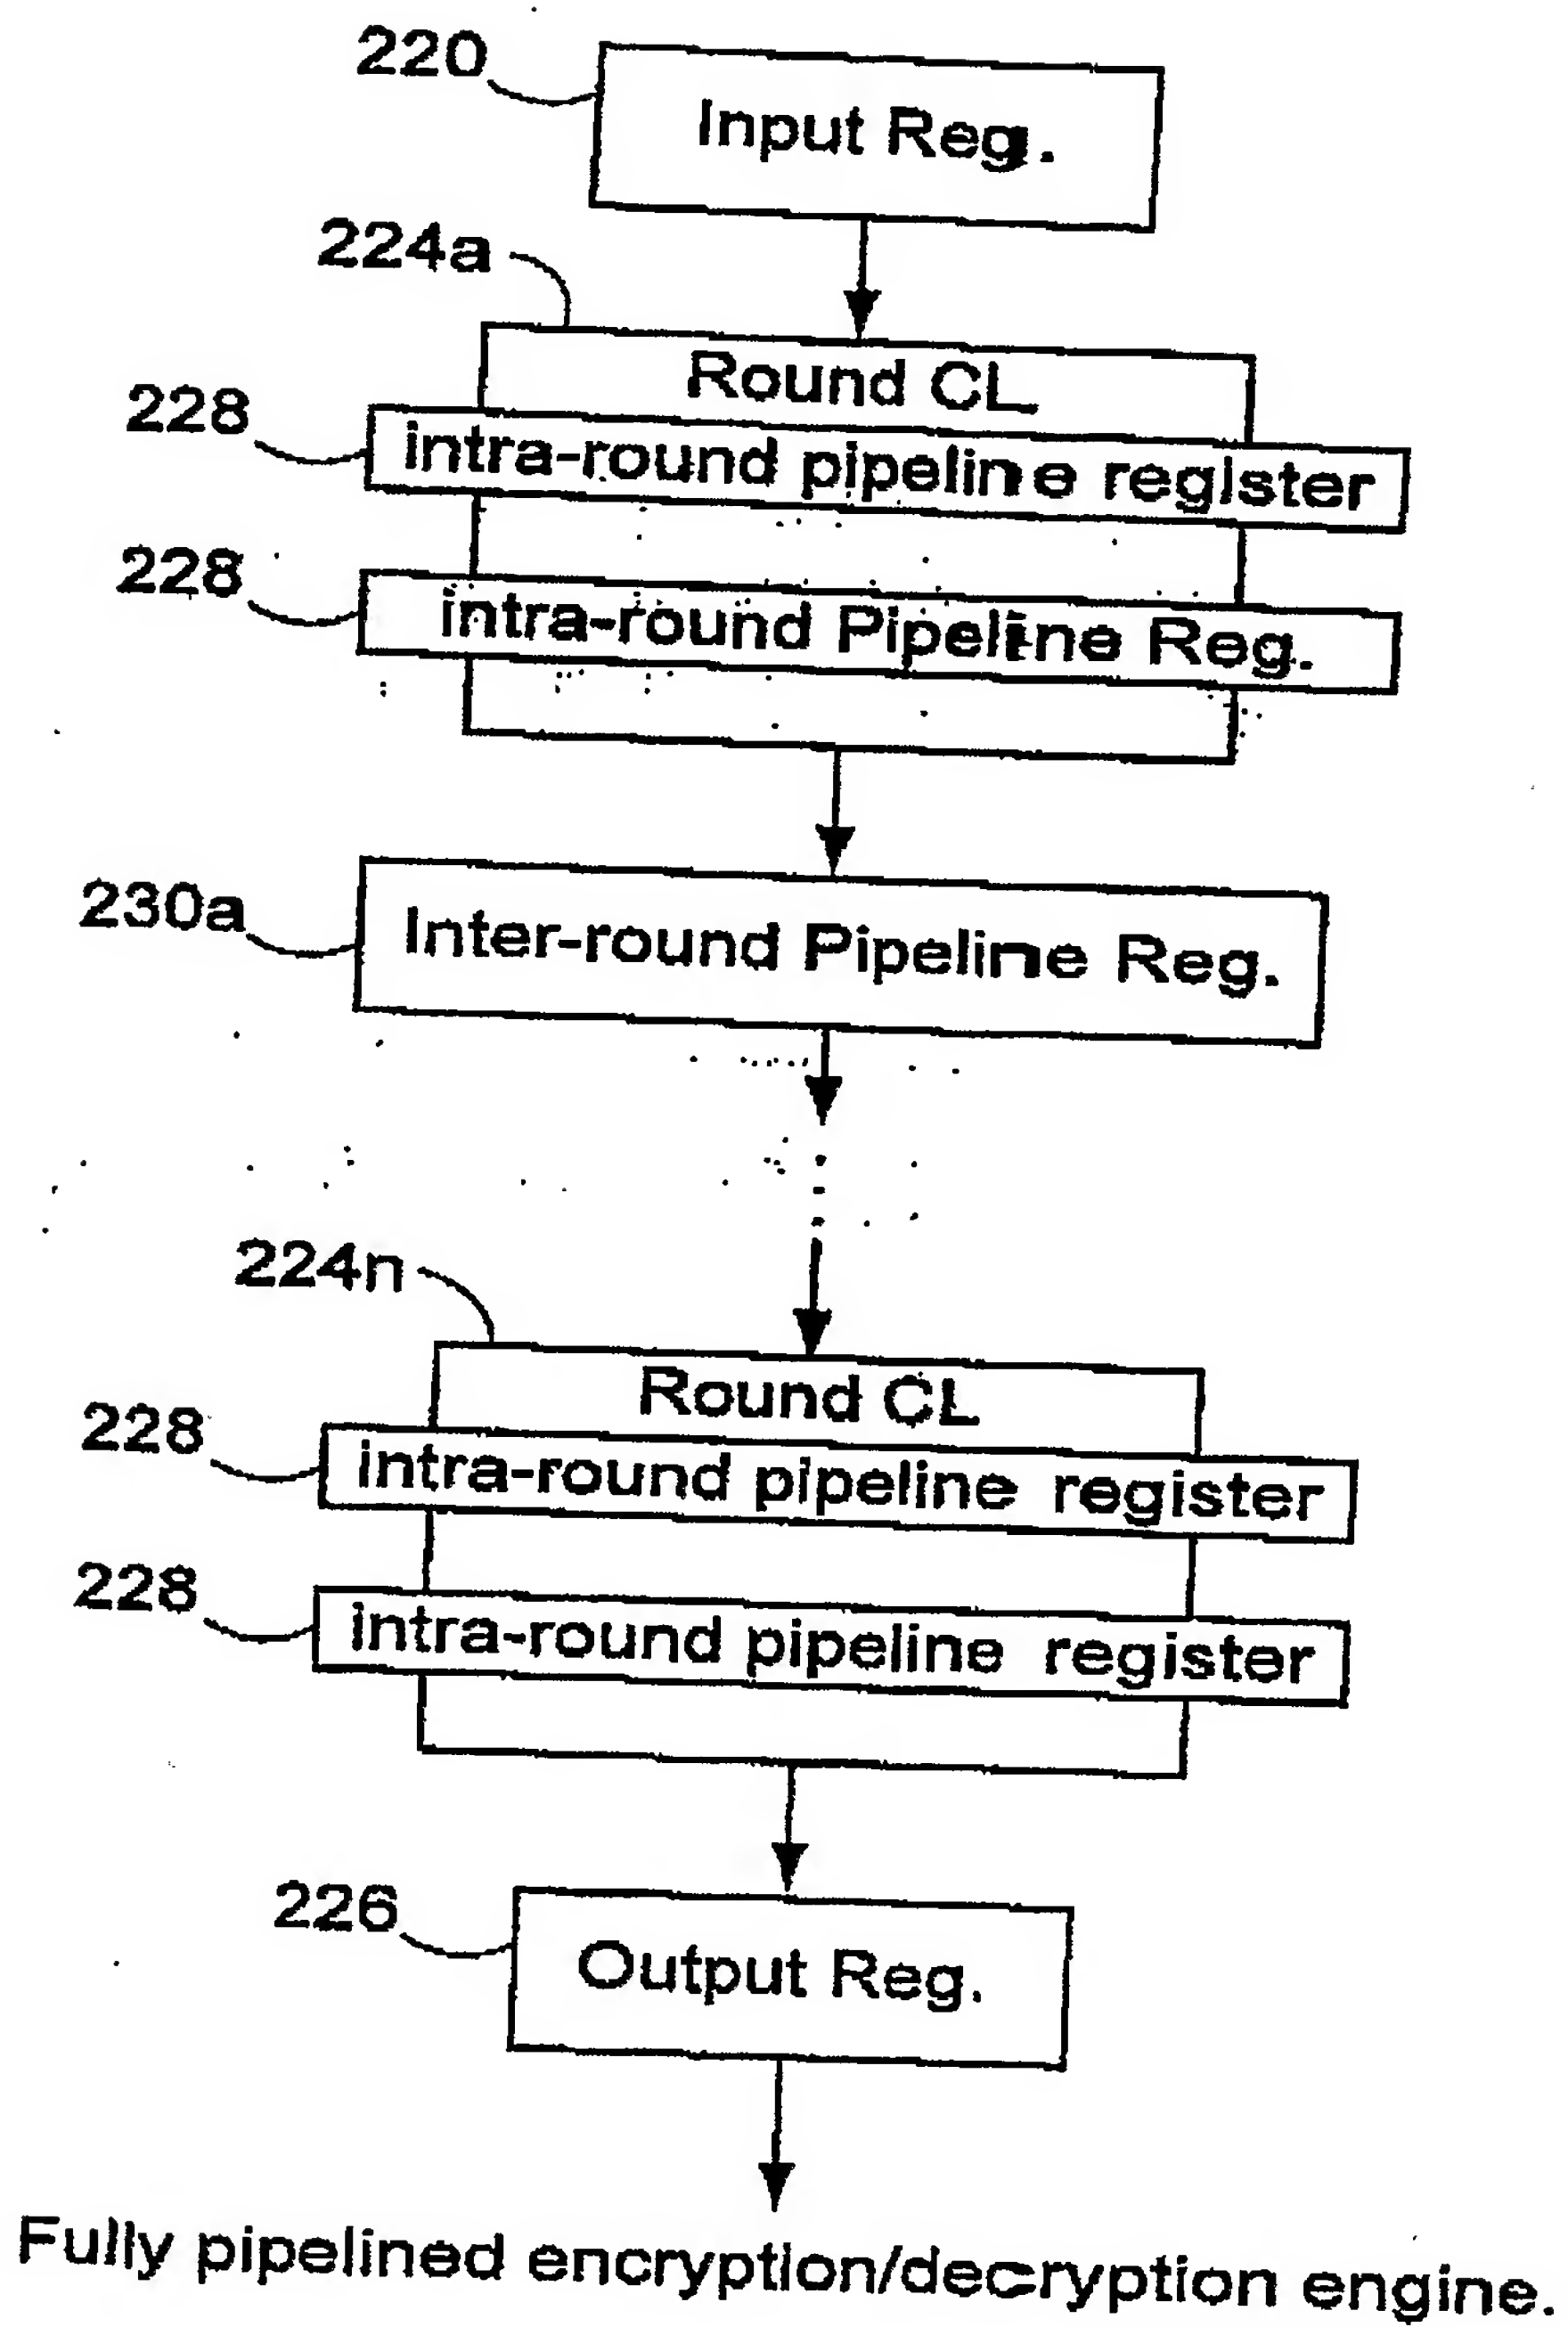 220
Input Reg.
224a
Round CL
228
intra-round pipeline register
228
intra-round Pipeline Reg.
230a
Inter-round Pipeline Reg.
224n
Round CL
228
intra-round pipeline register
228
intra-round pipeline register
226
Output Reg.
Fully pipelined encryption/decryption engine.